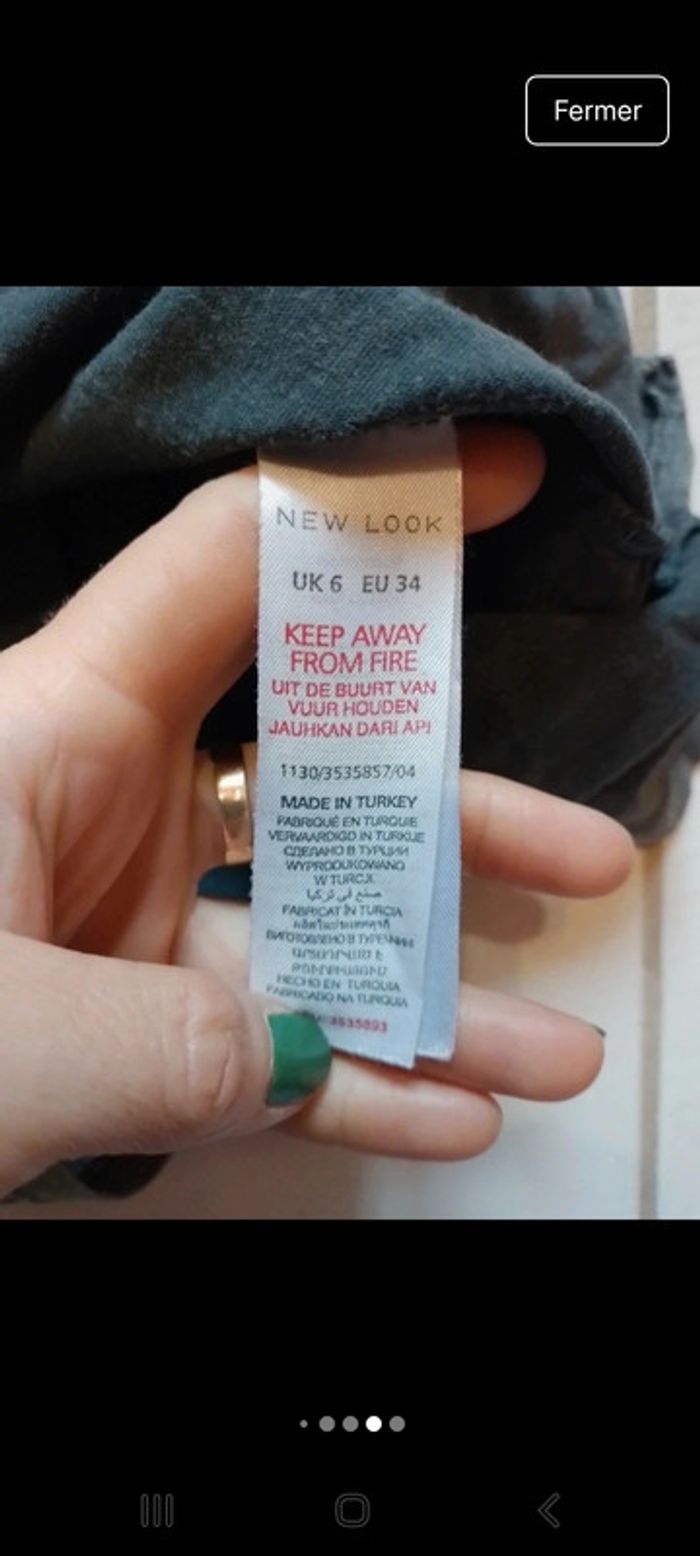 Fermer
NEW LOOK
UK 6 EU 34
KEEP AWAY
FROM FIRE
UIT DE BUURT VAN
VUUR HOUDEN
JAUHKAN DARI API
1130/3535857/04
MADE IN TURKEY
FABRIQUÉ EN TURQUIE
VERVAARDIGD IN TURKIJE
СДЕЛАНО В ТУРЦИИ
WYPRODUKOWANO
W TURCJI
صنع في تركيا
FABRICAT ÎN TURCIA
HECHO EN TURQUIA
FABRICADO NA TURQUIA
3535893